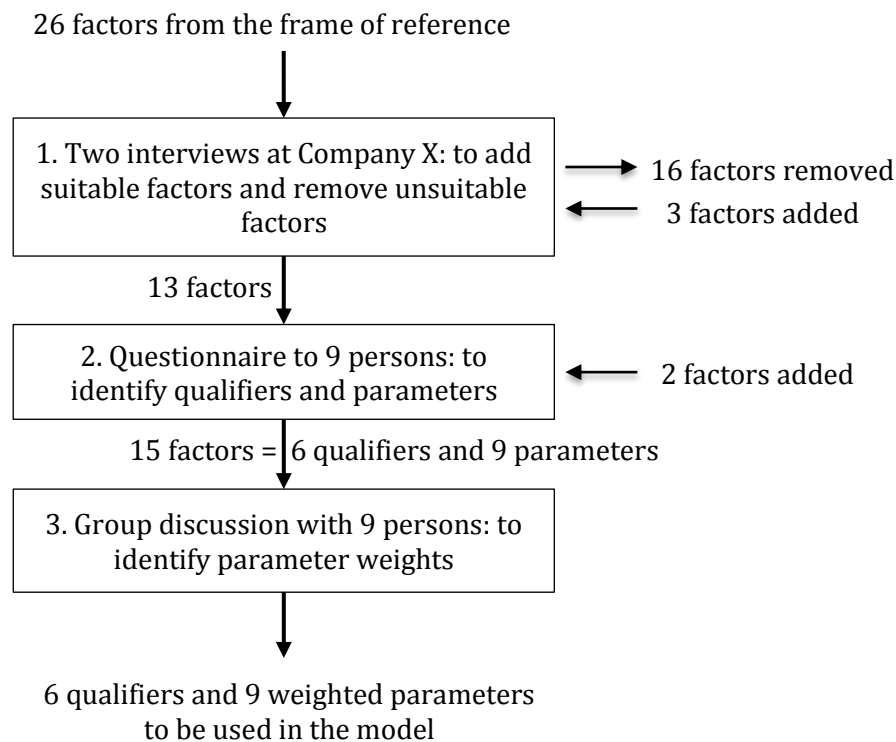 26 factors from the frame of reference
1. Two interviews at Company X: to add
suitable factors and remove unsuitable
factors
16 factors removed
3 factors added
13 factors
2. Questionnaire to 9 persons: to
identify qualifiers and parameters
2 factors added
15 factors = 6 qualifiers and 9 parameters
3. Group discussion with 9 persons: to
identify parameter weights
6 qualifiers and 9 weighted parameters
to be used in the model